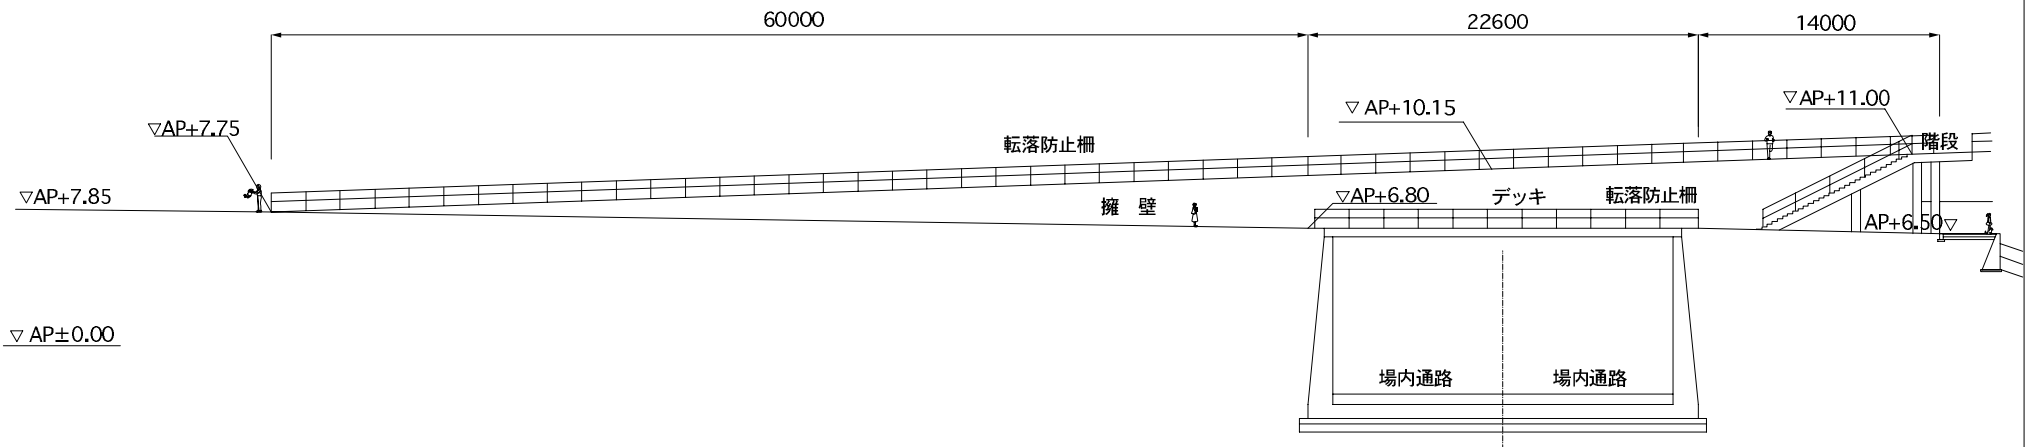 60000
22600
14000
▽AP+11.00
▽ AP+10.15
▽AP+7.75
転落防止柵
階段
▽AP+7.85
▽AP+6.80
デッキ
転落防止柵
擁 壁
AP+6.50▽
▽ AP±0.00
場内通路
場内通路